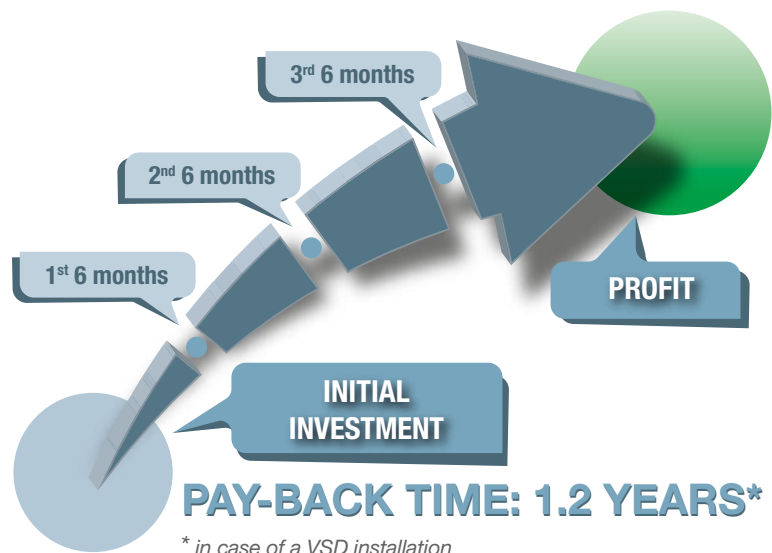 3rd 6 months
2nd 6 months
1st 6 months
PROFIT
INITIAL
INVESTMENT
PAY-BACK TIME: 1.2 YEARS*
* in case of a VSD installation